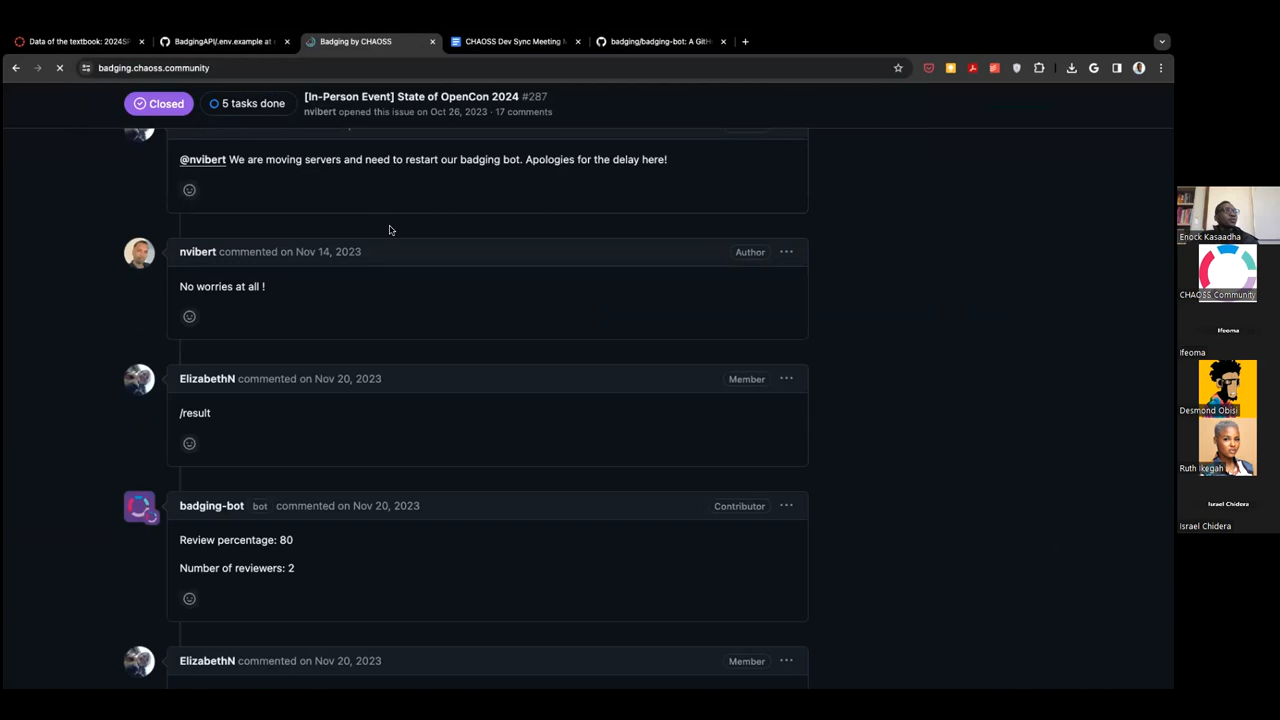 Data of the textbook: 2024SP
BadgingAPI/.env.example at
Badging by CHAOSS
CHAOSS Dev Sync Meeting
badging/badging-bot: A GitH
badging.chaoss.community
Closed
5 tasks done
[In-Person Event] State of OpenCon 2024 #287
nvibert opened this issue on Oct 26, 2023 · 17 comments
@nvibert We are moving servers and need to restart our badging bot. Apologies for the delay here!
nvibert commented on Nov 14, 2023
Author
No worries at all !
ElizabethN commented on Nov 20, 2023
Member
/result
badging-bot bot commented on Nov 20, 2023
Contributor
Review percentage: 80
Number of reviewers: 2
ElizabethN commented on Nov 20, 2023
Member
Enock Kasaadha
CHAOSS Community
Ifeoma
Ifeoma
Desmond Obisi
Ruth Ikegah
Israel Chidera
Israel Chidera